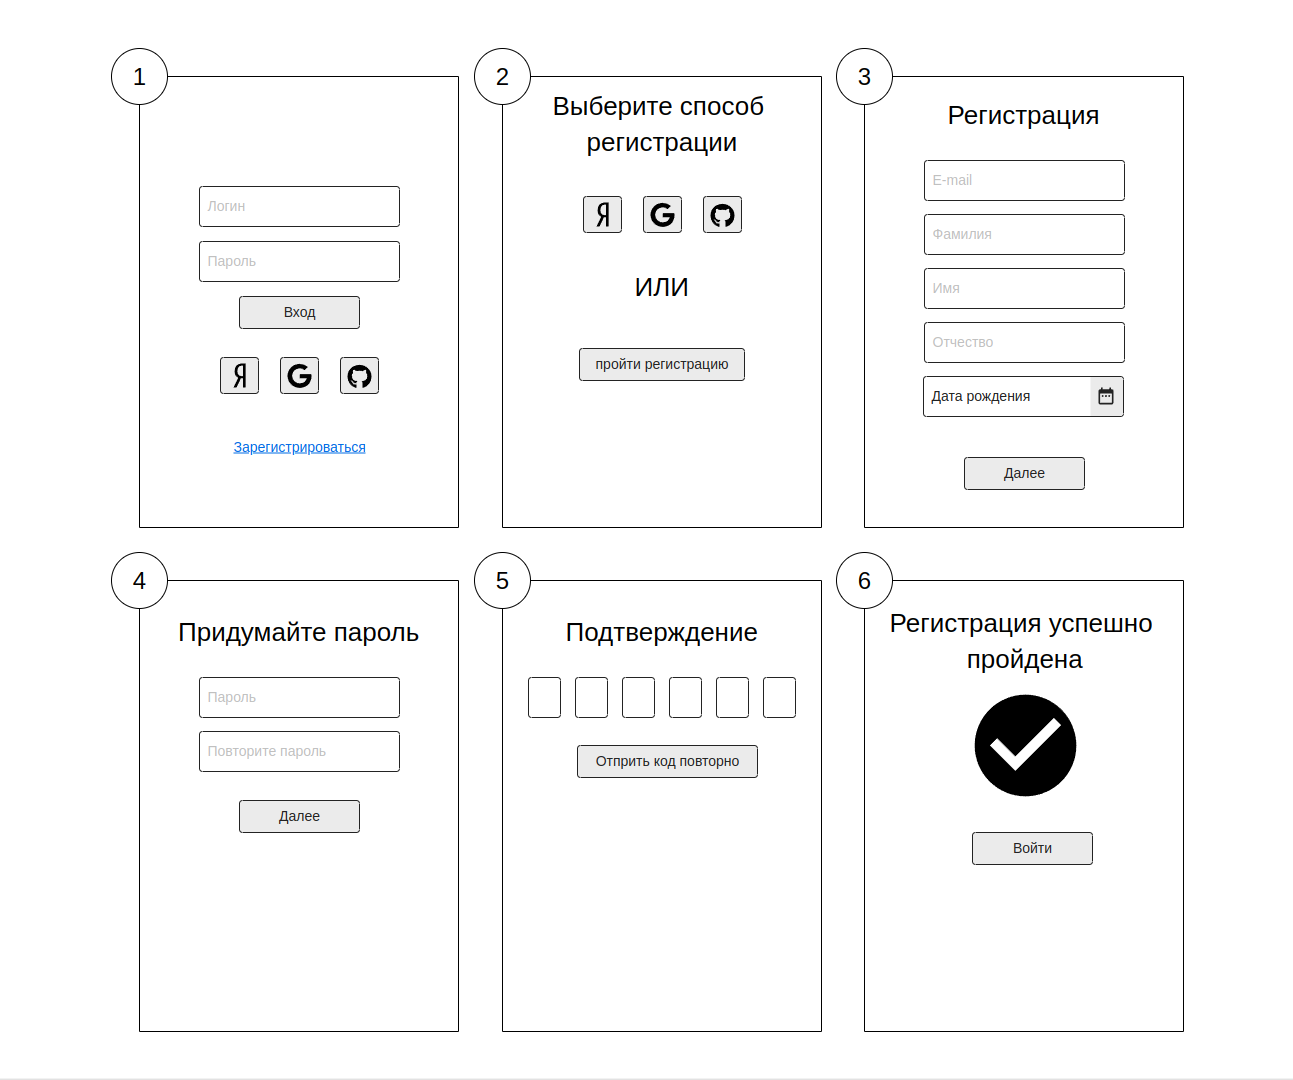 1
Логин
Пароль
Вход
Я G
Зарегистрироваться
2
Выберите способ
регистрации
Я G
ИЛИ
пройти регистрацию
3
Регистрация
E-mail
Фамилия
Имя
Отчество
Дата рождения
Далее
4
Придумайте пароль
Пароль
Повторите пароль
Далее
5
Подтверждение
Отприть код повторно
6
Регистрация успешно
пройдена
Войти